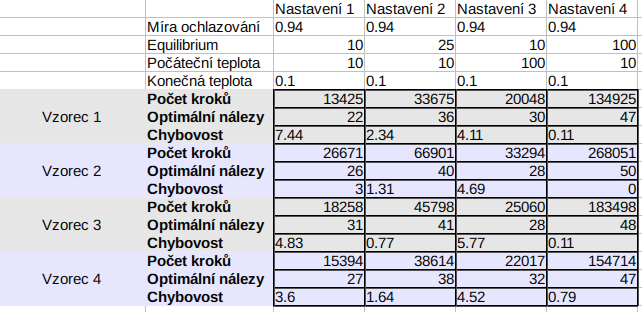 Nastavení 1 Nastavení 2 Nastavení 3 Nastavení 4
Míra ochlazování 0.94 0.94 0.94 0.94
Equilibrium 10 25 10 100
Počáteční teplota 10 10 100 10
Konečná teplota 0.1 0.1 0.1 0.1
Počet kroků 13425 33675 20048 134925
Vzorec 1 Optimální nálezy 22 36 30 47
Chybovost 7.44 2.34 4.11 0.11
Počet kroků 26671 66901 33294 268051
Vzorec 2 Optimální nálezy 26 40 28 50
Chybovost 3 1.31 4.69 0
Počet kroků 18258 45798 25060 183498
Vzorec 3 Optimální nálezy 31 41 28 48
Chybovost 4.83 0.77 5.77 0.11
Počet kroků 15394 38614 22017 154714
Vzorec 4 Optimální nálezy 27 38 32 47
Chybovost 3.6 1.64 4.52 0.79